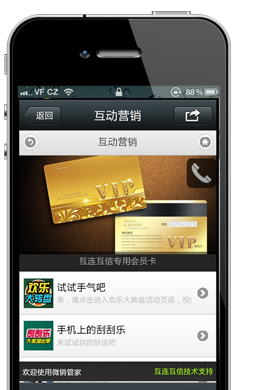 VF CZ
88%
返回
互动营销
互动营销
VIP
VIP
互连互信专用会员卡
欢乐
大转盘
试试手气吧
亲，请点击进入欢乐大转盘活动页面，祝
刮刮乐
手机上的刮刮乐
来试试你的好运吧
欢迎使用微销管家
互连互信技术支持